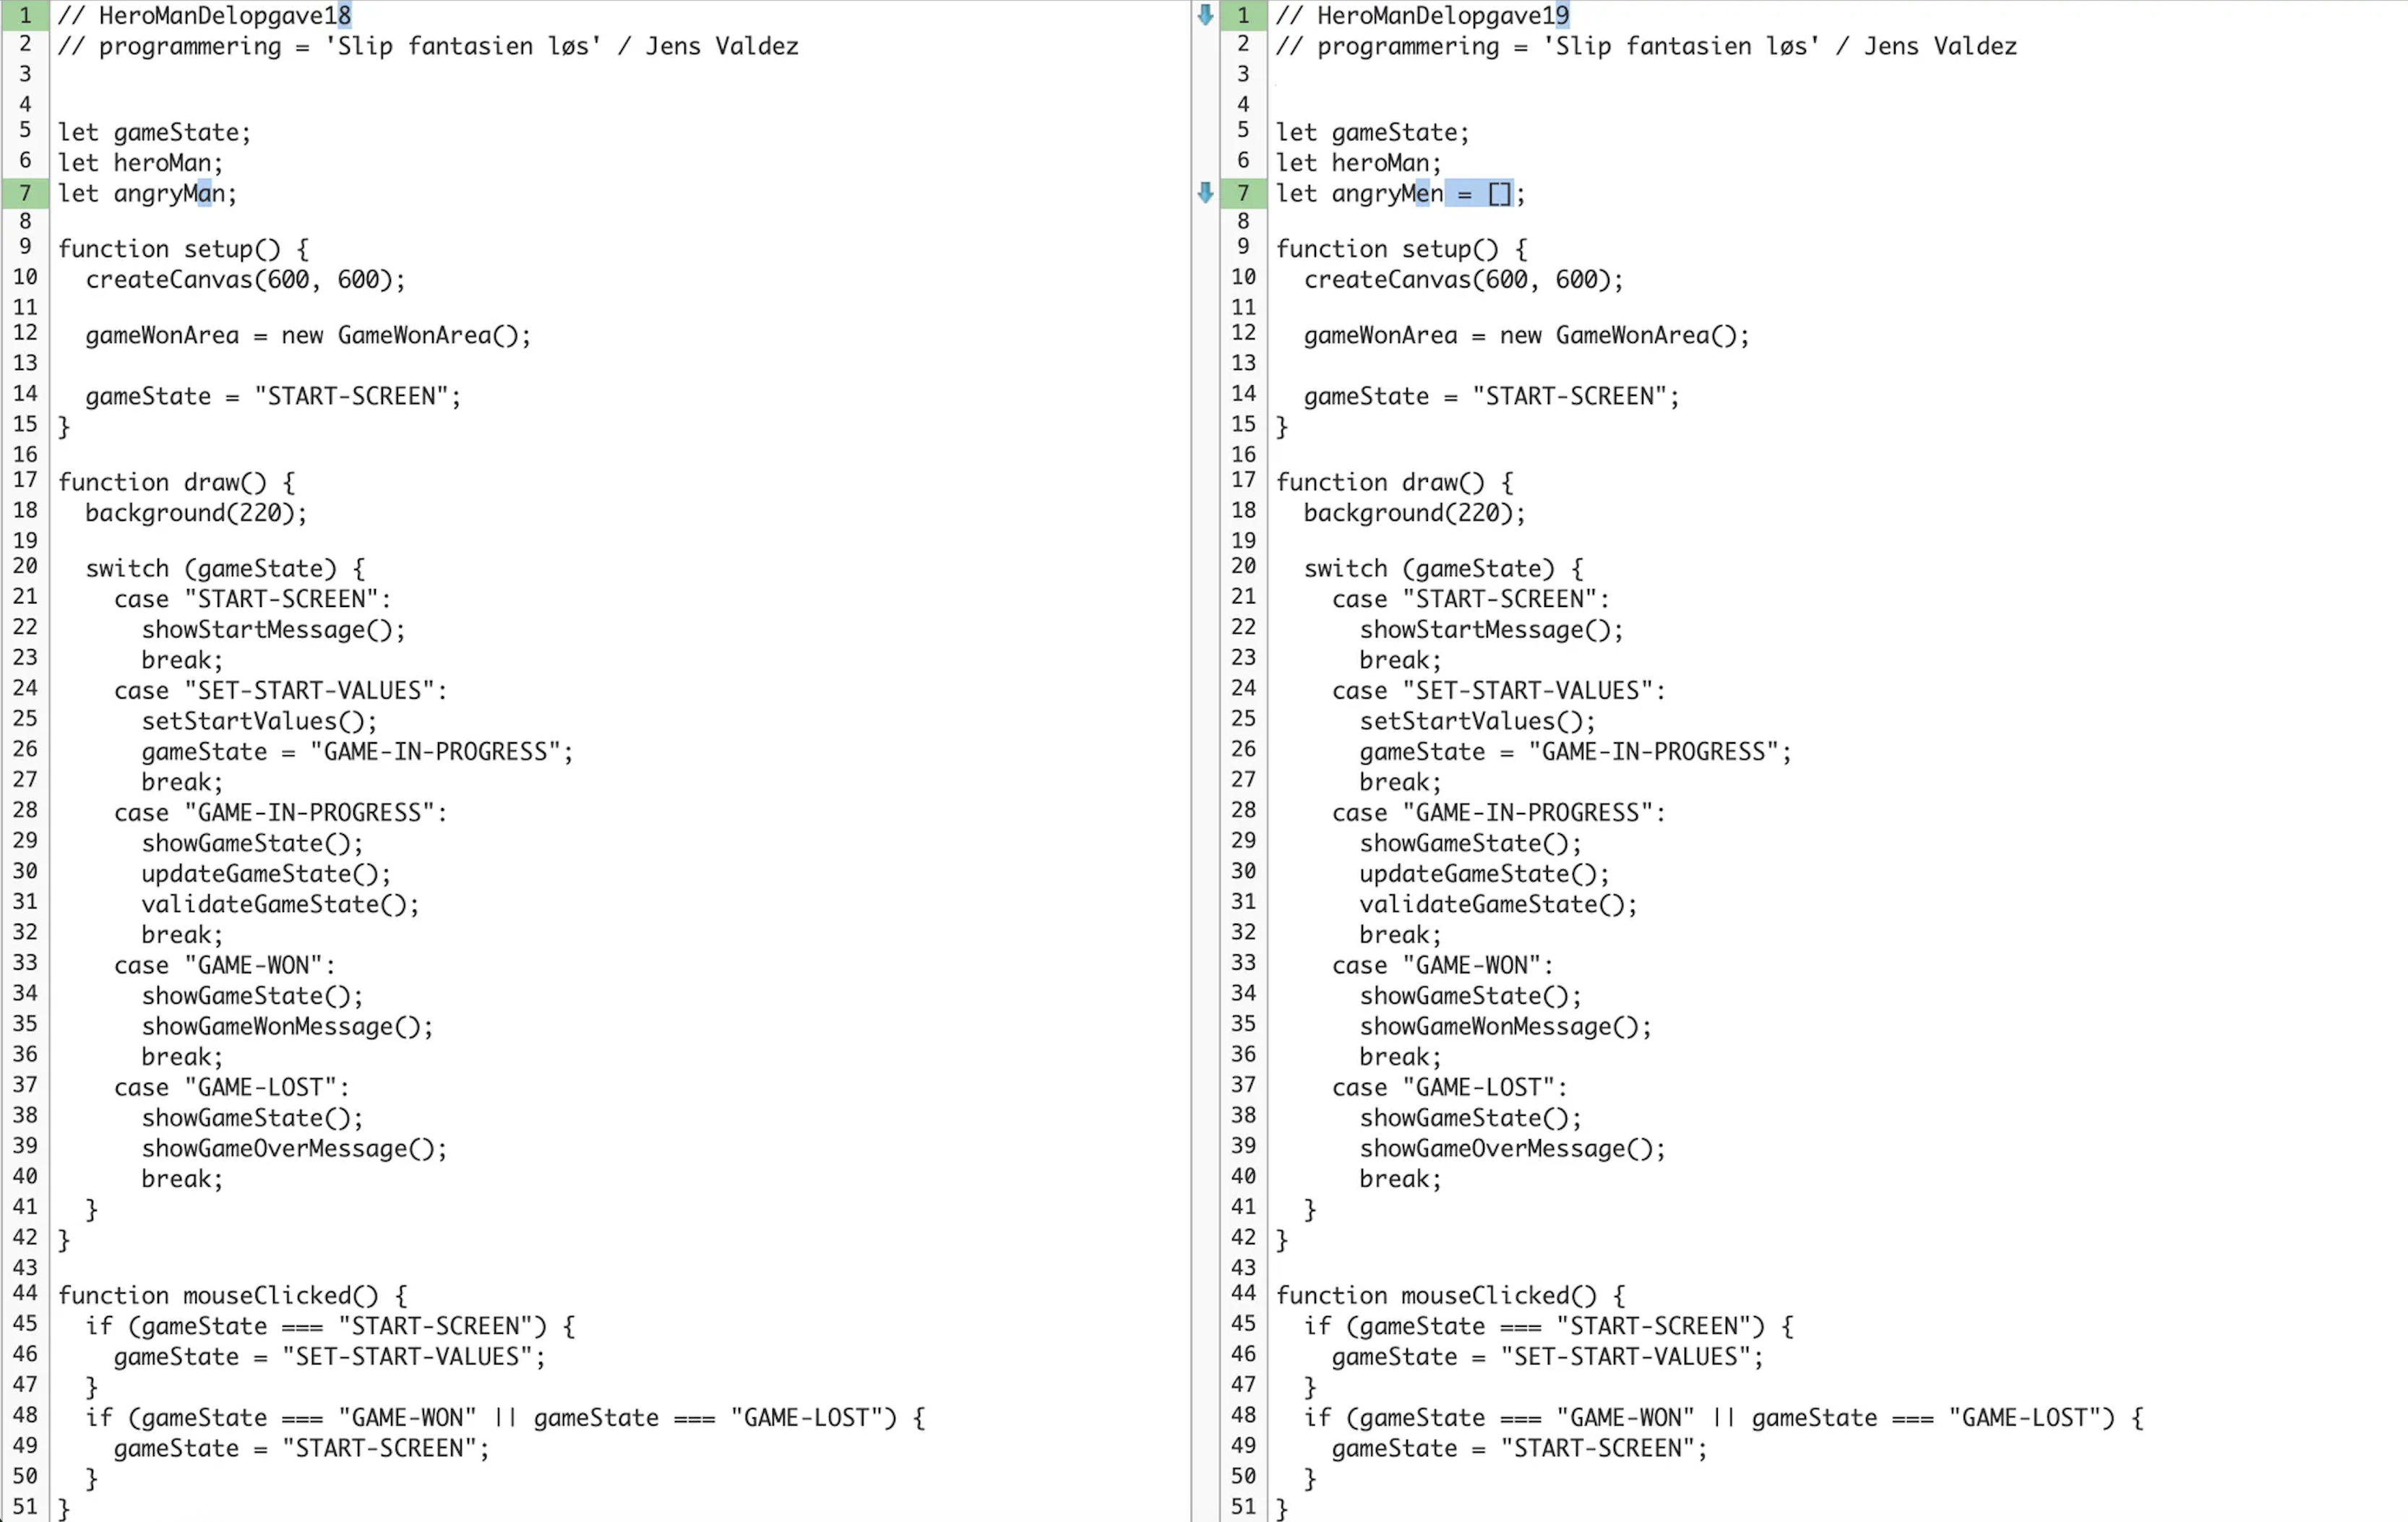 1 // HeroManDelopgave18
2 // programmering = 'Slip fantasien løs' / Jens Valdez
3
4
5 let gameState;
6 let heroMan;
7 let angryMan;
8
9 function setup() {
10   createCanvas(600, 600);
11
12   gameWonArea = new GameWonArea();
13
14   gameState = "START-SCREEN";
15 }
16
17 function draw() {
18   background(220);
19
20   switch (gameState) {
21     case "START-SCREEN":
22       showStartMessage();
23       break;
24     case "SET-START-VALUES":
25       setStartValues();
26       gameState = "GAME-IN-PROGRESS";
27       break;
28     case "GAME-IN-PROGRESS":
29       showGameState();
30       updateGameState();
31       validateGameState();
32       break;
33     case "GAME-WON":
34       showGameState();
35       showGameWonMessage();
36       break;
37     case "GAME-LOST":
38       showGameState();
39       showGameOverMessage();
40       break;
41   }
42 }
43
44 function mouseClicked() {
45   if (gameState === "START-SCREEN") {
46     gameState = "SET-START-VALUES";
47   }
48   if (gameState === "GAME-WON" || gameState === "GAME-LOST") {
49     gameState = "START-SCREEN";
50   }
51 }
1 // HeroManDelopgave19
2 // programmering = 'Slip fantasien løs' / Jens Valdez
3
4
5 let gameState;
6 let heroMan;
7 let angryMen = [];
8
9 function setup() {
10   createCanvas(600, 600);
11
12   gameWonArea = new GameWonArea();
13
14   gameState = "START-SCREEN";
15 }
16
17 function draw() {
18   background(220);
19
20   switch (gameState) {
21     case "START-SCREEN":
22       showStartMessage();
23       break;
24     case "SET-START-VALUES":
25       setStartValues();
26       gameState = "GAME-IN-PROGRESS";
27       break;
28     case "GAME-IN-PROGRESS":
29       showGameState();
30       updateGameState();
31       validateGameState();
32       break;
33     case "GAME-WON":
34       showGameState();
35       showGameWonMessage();
36       break;
37     case "GAME-LOST":
38       showGameState();
39       showGameOverMessage();
40       break;
41   }
42 }
43
44 function mouseClicked() {
45   if (gameState === "START-SCREEN") {
46     gameState = "SET-START-VALUES";
47   }
48   if (gameState === "GAME-WON" || gameState === "GAME-LOST") {
49     gameState = "START-SCREEN";
50   }
51 }